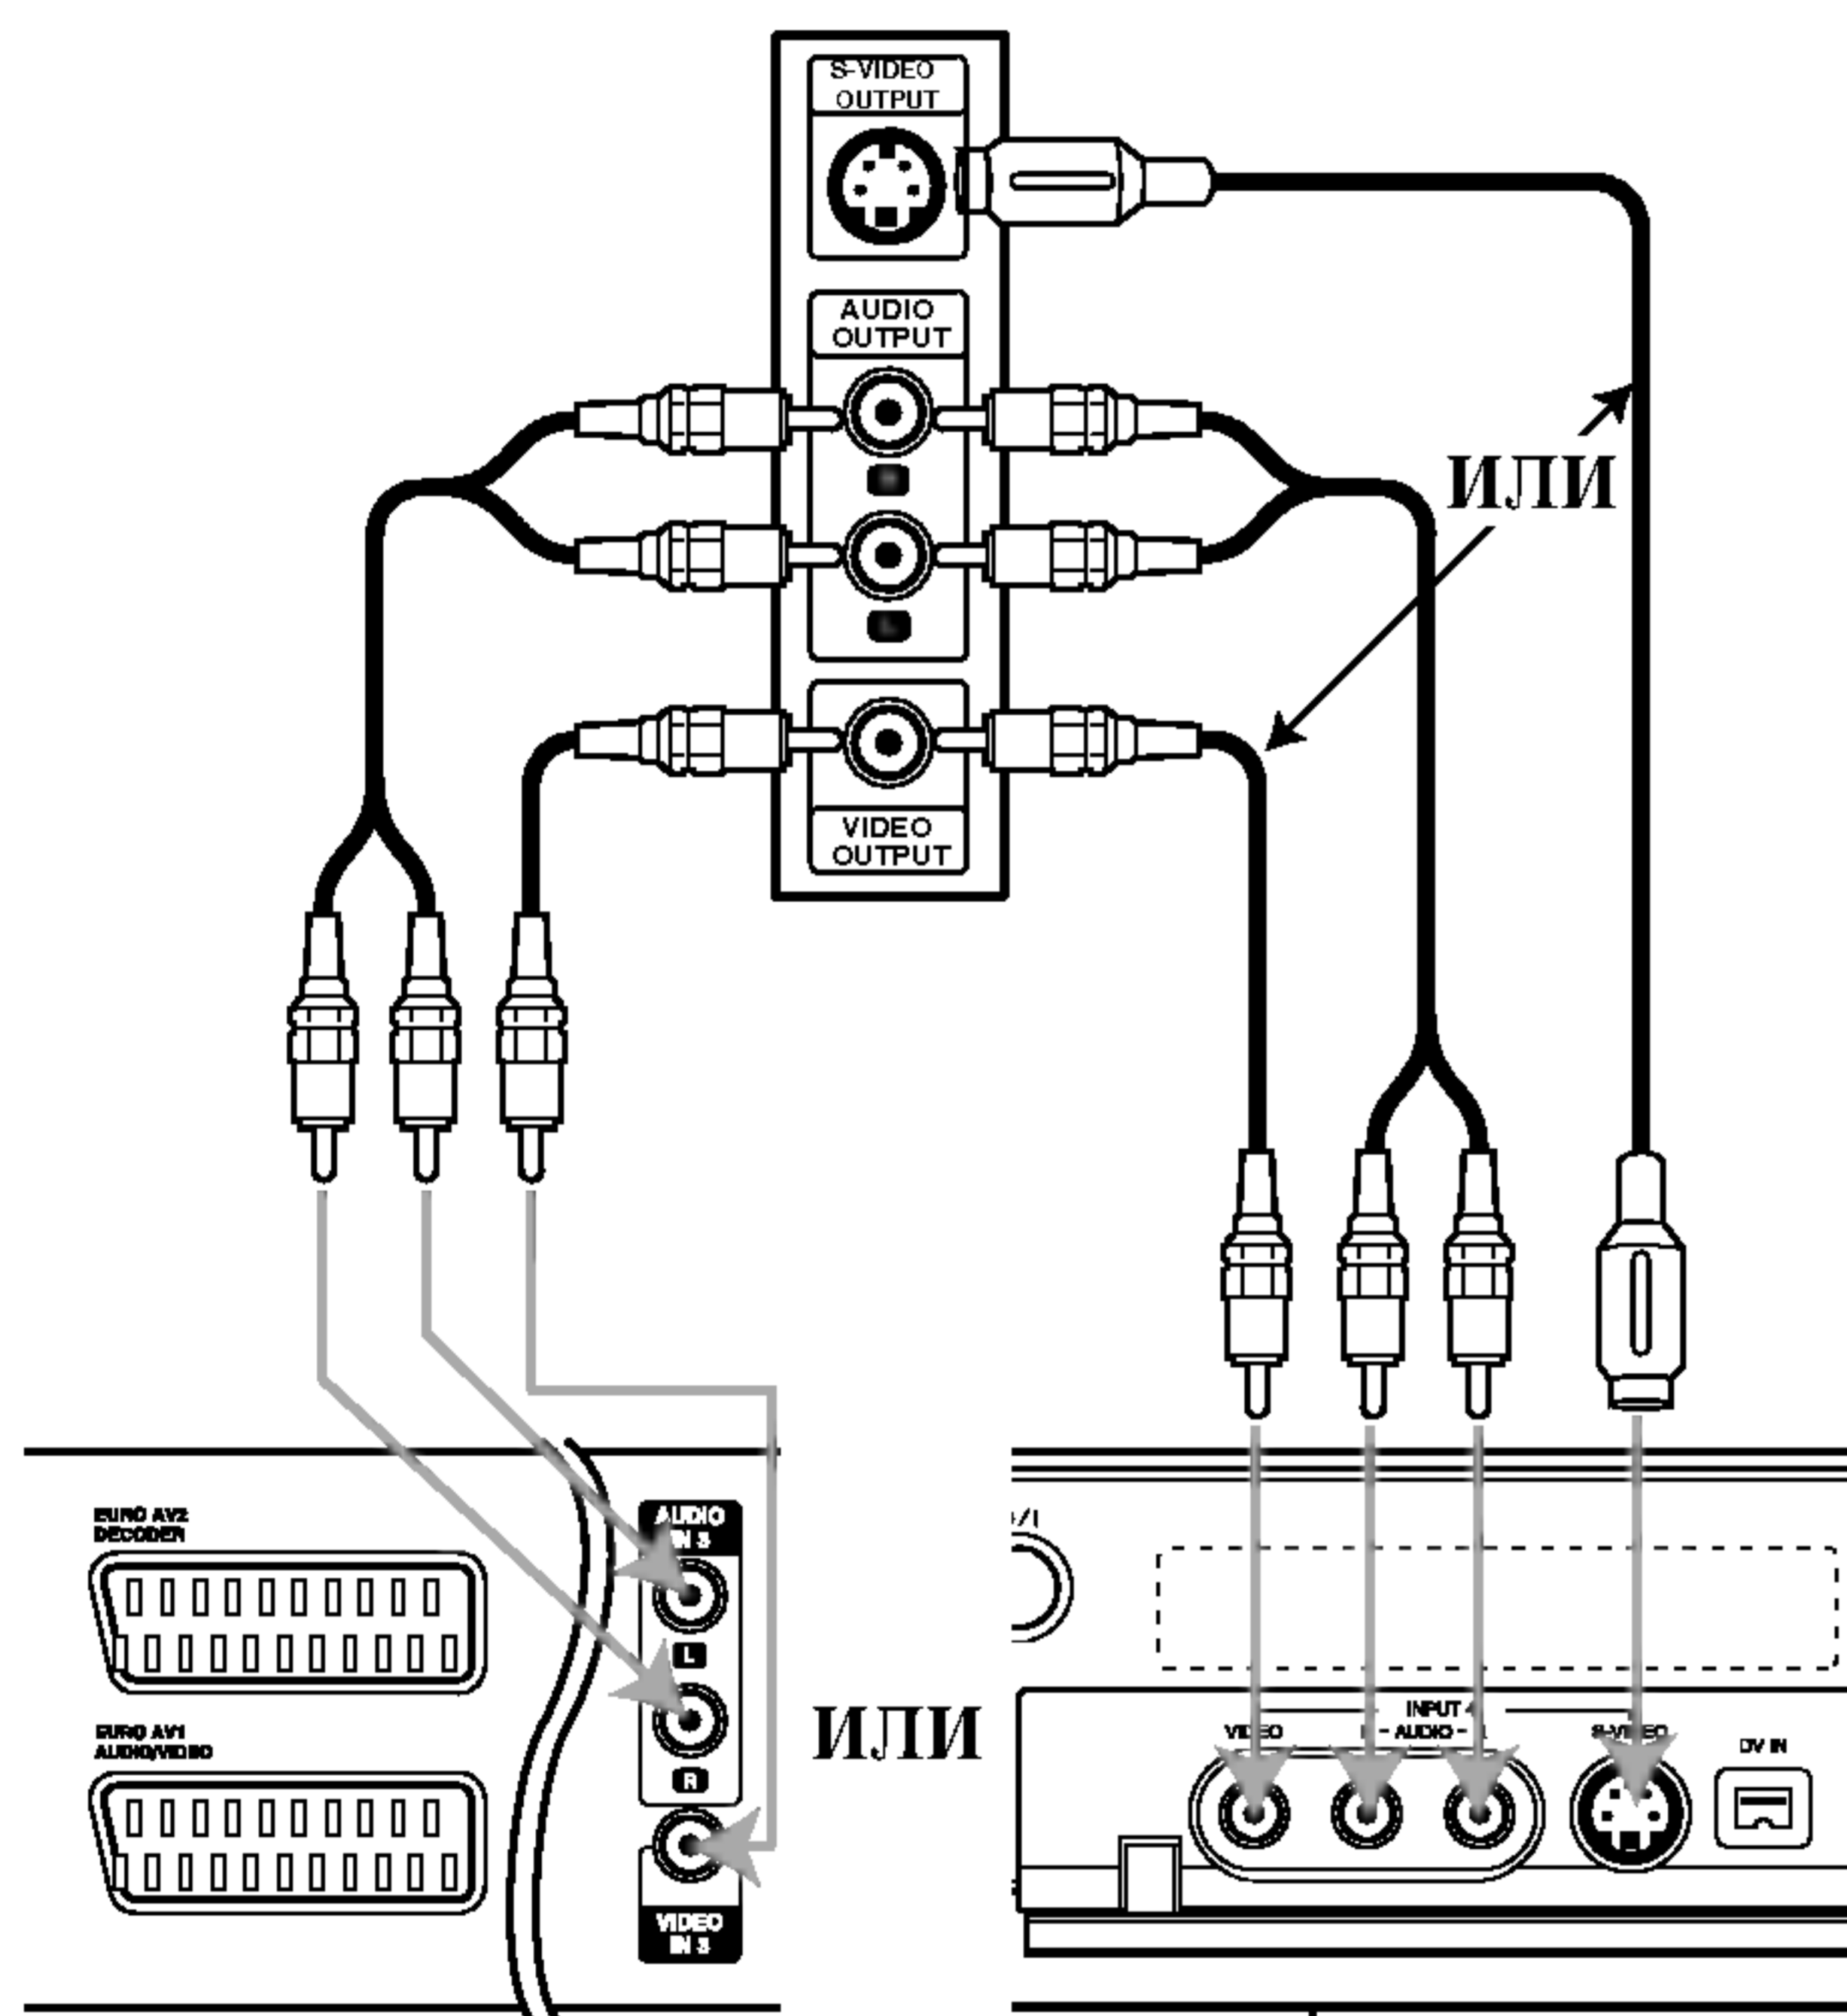 S-VIDEO
OUTPUT
AUDIO
OUTPUT
L
VIDEO
OUTPUT
ИЛИ
EURO AV2
DECODER
EURO AV1
AUDIO/VIDEO
AUDIO
IN 3
L
R
VIDEO
IN 3
ИЛИ
INPUT 4
VIDEO
- AUDIO -
S-VIDEO
DV IN